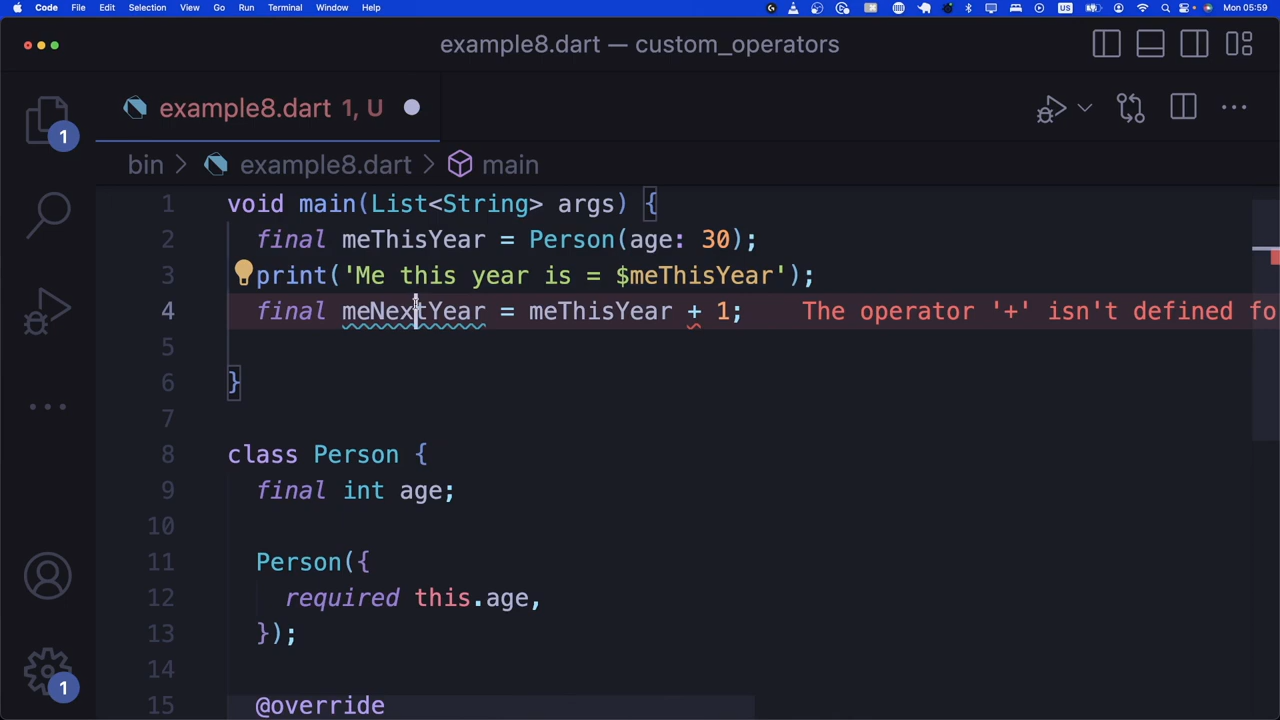 Code File Edit Selection View Go Run Terminal Window Help US Mon 05:59
example8.dart — custom_operators
example8.dart 1, U
bin > example8.dart > main
1 void main(List<String> args) {
2 final meThisYear = Person(age: 30);
3 print('Me this year is = $meThisYear');
4 final meNextYear = meThisYear + 1; The operator '+' isn't defined fo
5
6 }
7
8 class Person {
9 final int age;
10
11 Person({
12 required this.age,
13 });
14
15 @override
1
1